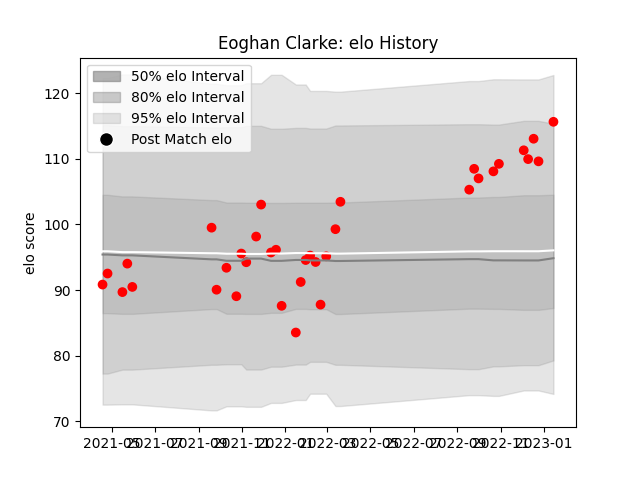 Eoghan Clarke: elo History
50% elo Interval
80% elo Interval
95% elo Interval
Post Match elo
elo score
120
110
100
90
80
70
2021-05 2021-07 2021-09 2021-11 2022-01 2022-03 2022-05 2022-07 2022-09 2022-11 2023-01